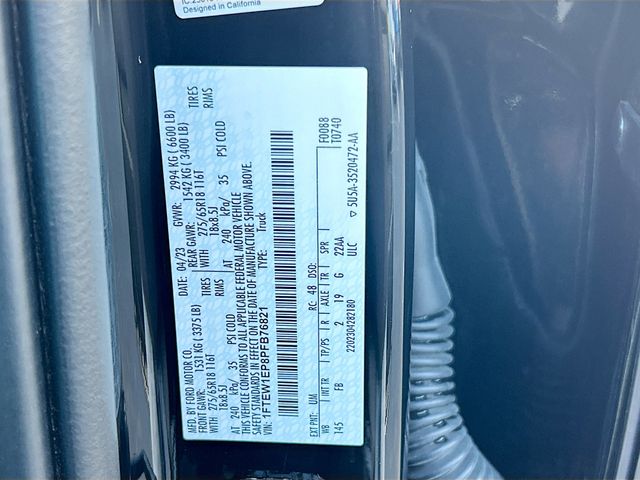 Designed in California
MFD. BY FORD MOTOR CO. DATE: 04/23 GVWR: 2994 KG ( 6600 LB)
FRONT GAWR: 1531 KG (3375 LB) REAR GAWR: 1542 KG ( 3400 LB)
WITH 275/65R18 116T TIRES WITH 275/65R18 116T TIRES
18x8.5J RIMS 18x8.5J RIMS
AT 240 kPa/ 35 PSI COLD AT 240 kPa/ 35 PSI COLD
THIS VEHICLE CONFORMS TO ALL APPLICABLE FEDERAL MOTOR VEHICLE
SAFETY STANDARDS IN EFFECT ON THE DATE OF MANUFACTURE SHOWN ABOVE.
VIN: 1FTEW1EP8PFB76821 TYPE: Truck
F0088
EXT PNT: UM RC: 48 DSO: T0740
WB INT TR TP/PS R AXLE TR SPR
145 FB 2 19 G 22AA
ULC
2202304282180 ▽ 5U5A-3520472-AA